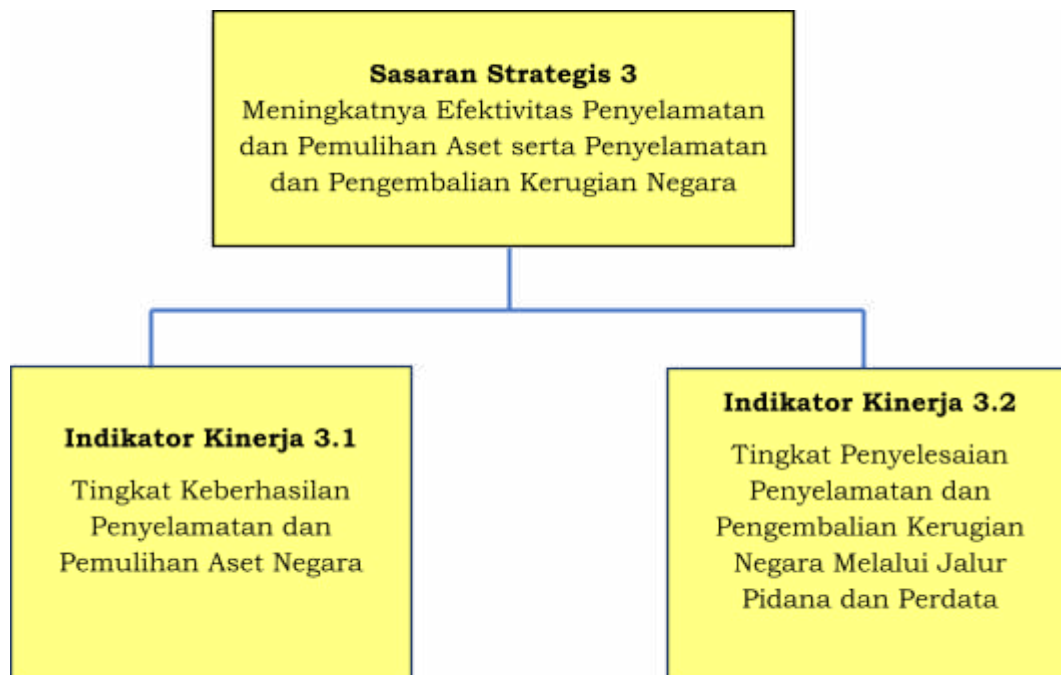 Sasaran Strategis 3
Meningkatnya Efektivitas Penyelamatan
dan Pemulihan Aset serta Penyelamatan
dan Pengembalian Kerugian Negara
Indikator Kinerja 3.1
Tingkat Keberhasilan
Penyelamatan dan
Pemulihan Aset Negara
Indikator Kinerja 3.2
Tingkat Penyelesaian
Penyelamatan dan
Pengembalian Kerugian
Negara Melalui Jalur
Pidana dan Perdata